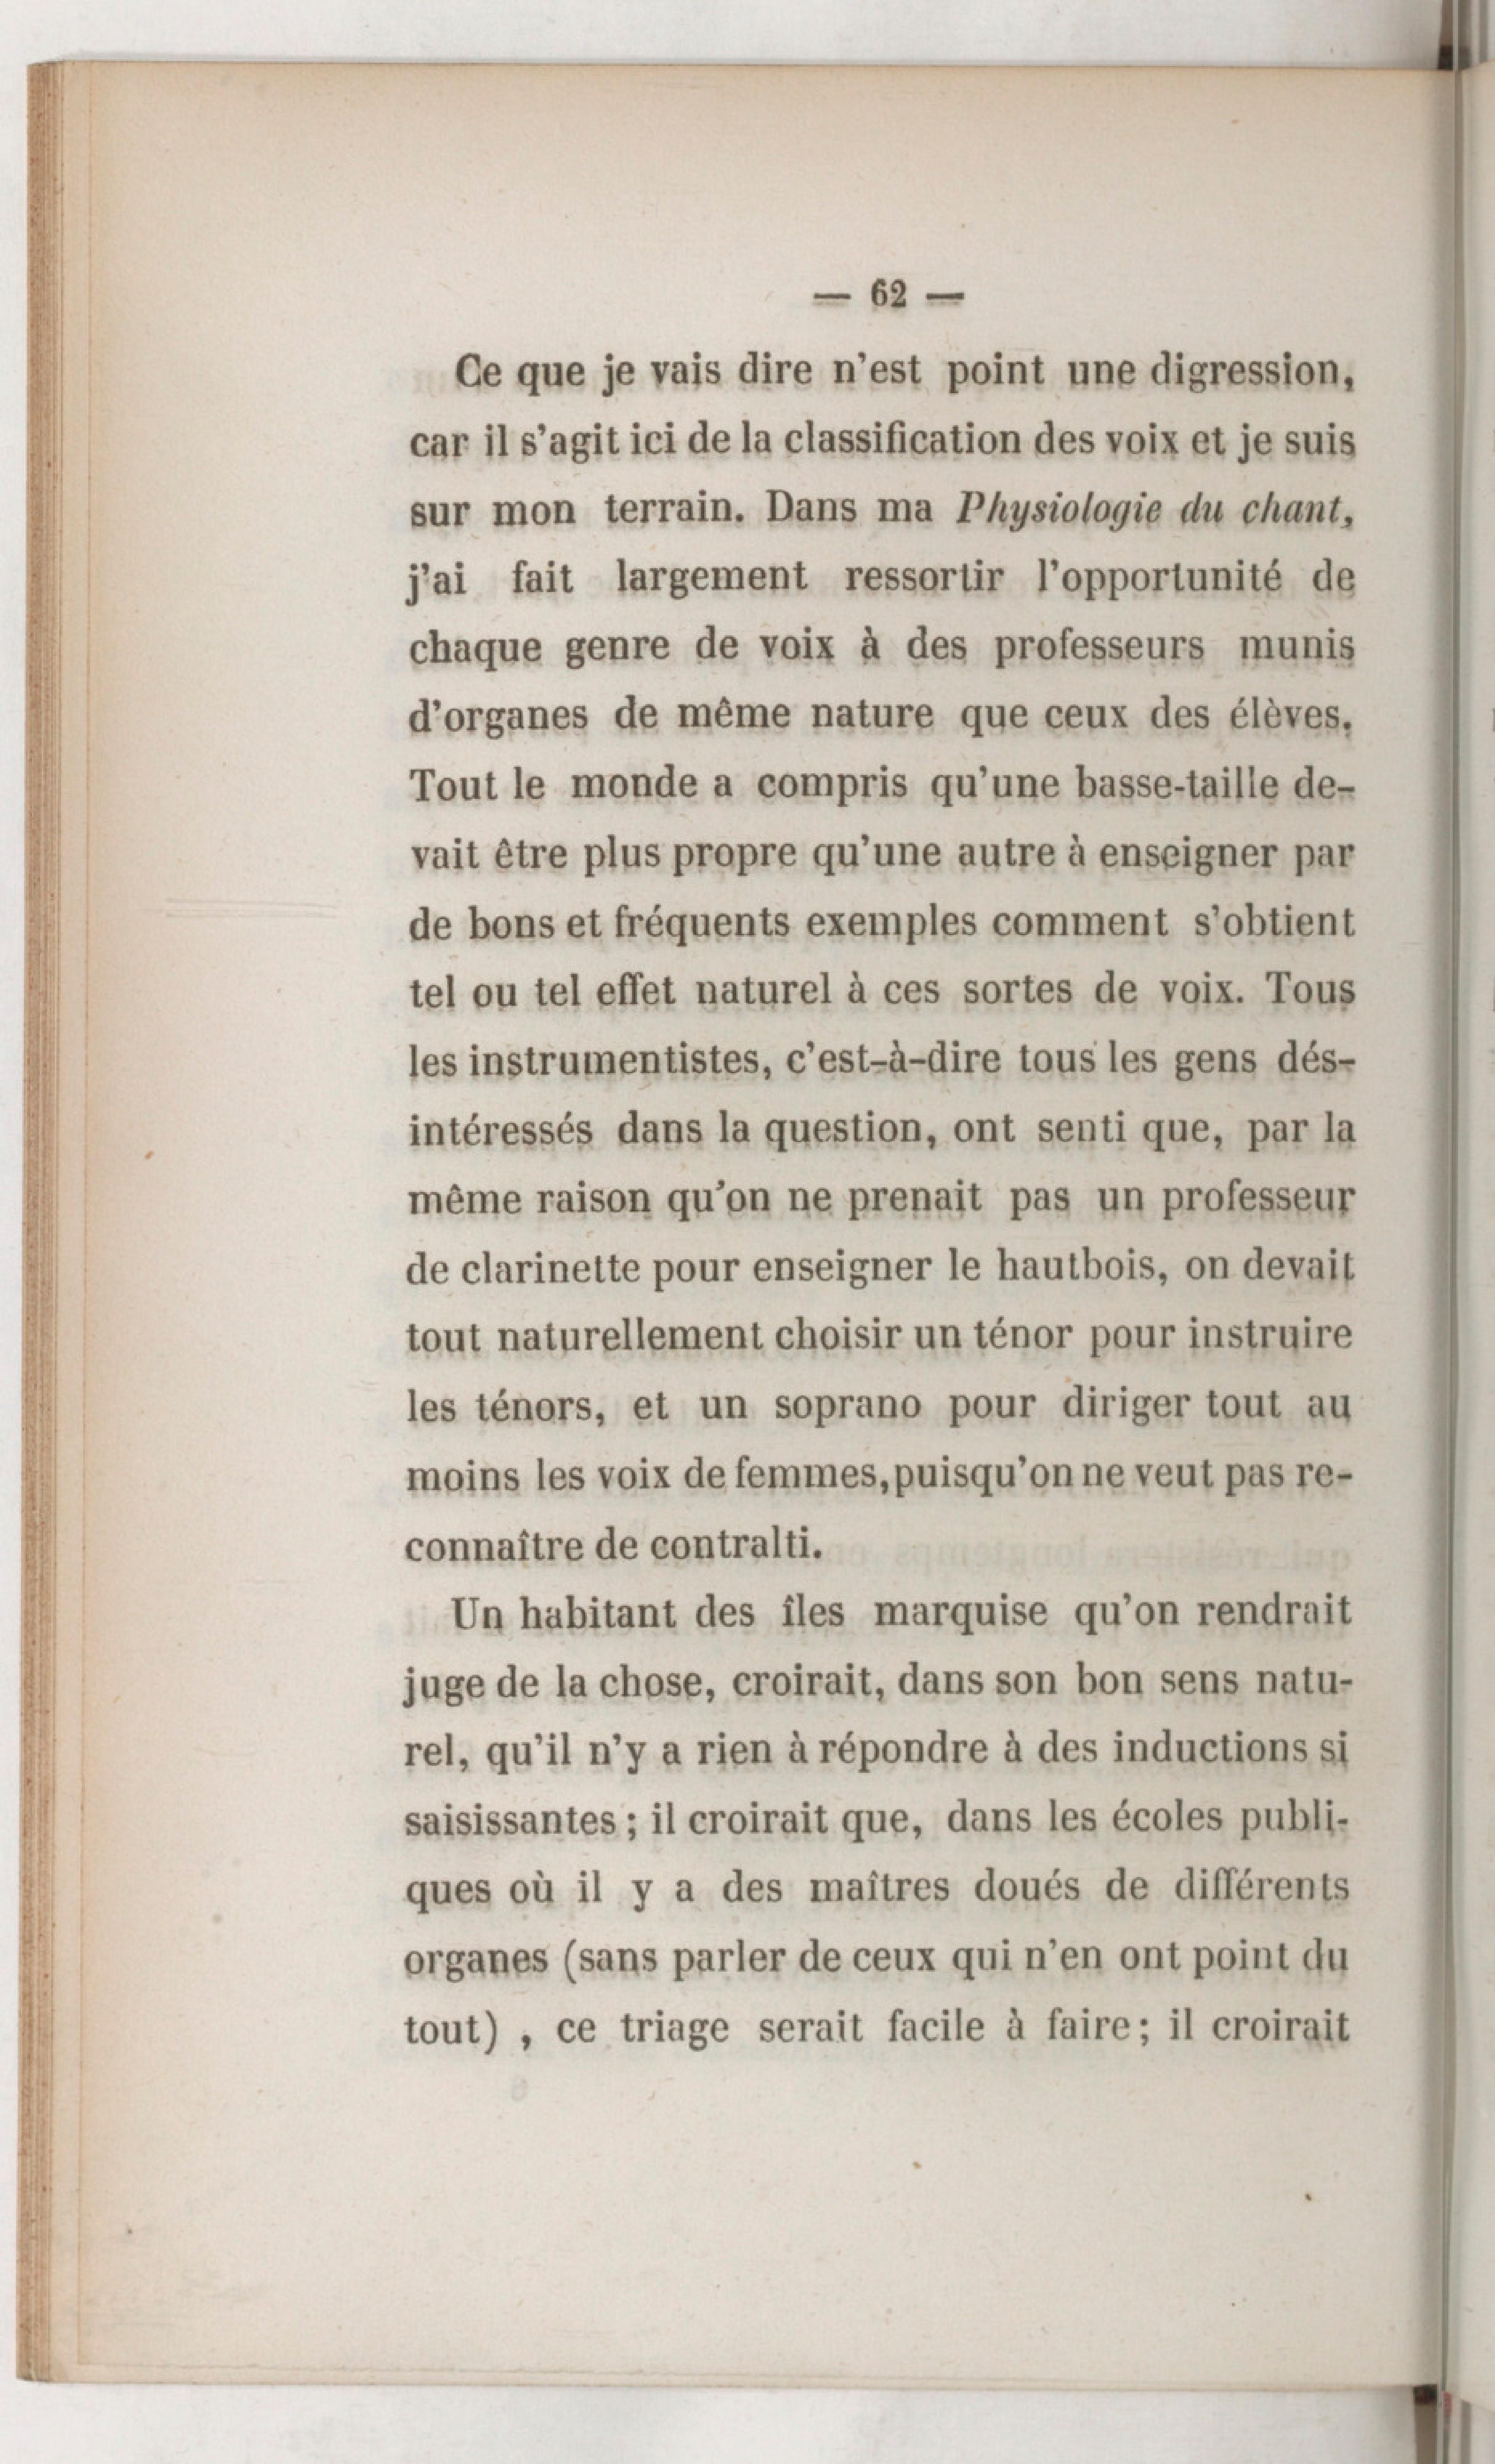 — 62 —
Ce que je vais dire n'est point une digression,
car il s'agit ici de la classification des voix et je suis
sur mon terrain. Dans ma Physiologie du chant,
j'ai fait largement ressortir l'opportunité de
chaque genre de voix à des professeurs munis
d'organes de même nature que ceux des élèves.
Tout le monde a compris qu'une basse-taille de-
vait être plus propre qu'une autre à enseigner par
de bons et fréquents exemples comment s'obtient
tel ou tel effet naturel à ces sortes de voix. Tous
les instrumentistes, c'est-à-dire tous les gens dés-
intéressés dans la question, ont senti que, par la
même raison qu'on ne prenait pas un professeur
de clarinette pour enseigner le hautbois, on devait
tout naturellement choisir un ténor pour instruire
les ténors, et un soprano pour diriger tout au
moins les voix de femmes, puisqu'on ne veut pas re-
connaître de contralti.
Un habitant des îles marquise qu'on rendrait
juge de la chose, croirait, dans son bon sens natu-
rel, qu'il n'y a rien à répondre à des inductions si
saisissantes ; il croirait que, dans les écoles publi-
ques où il y a des maîtres doués de différents
organes (sans parler de ceux qui n'en ont point du
tout) , ce triage serait facile à faire ; il croirait